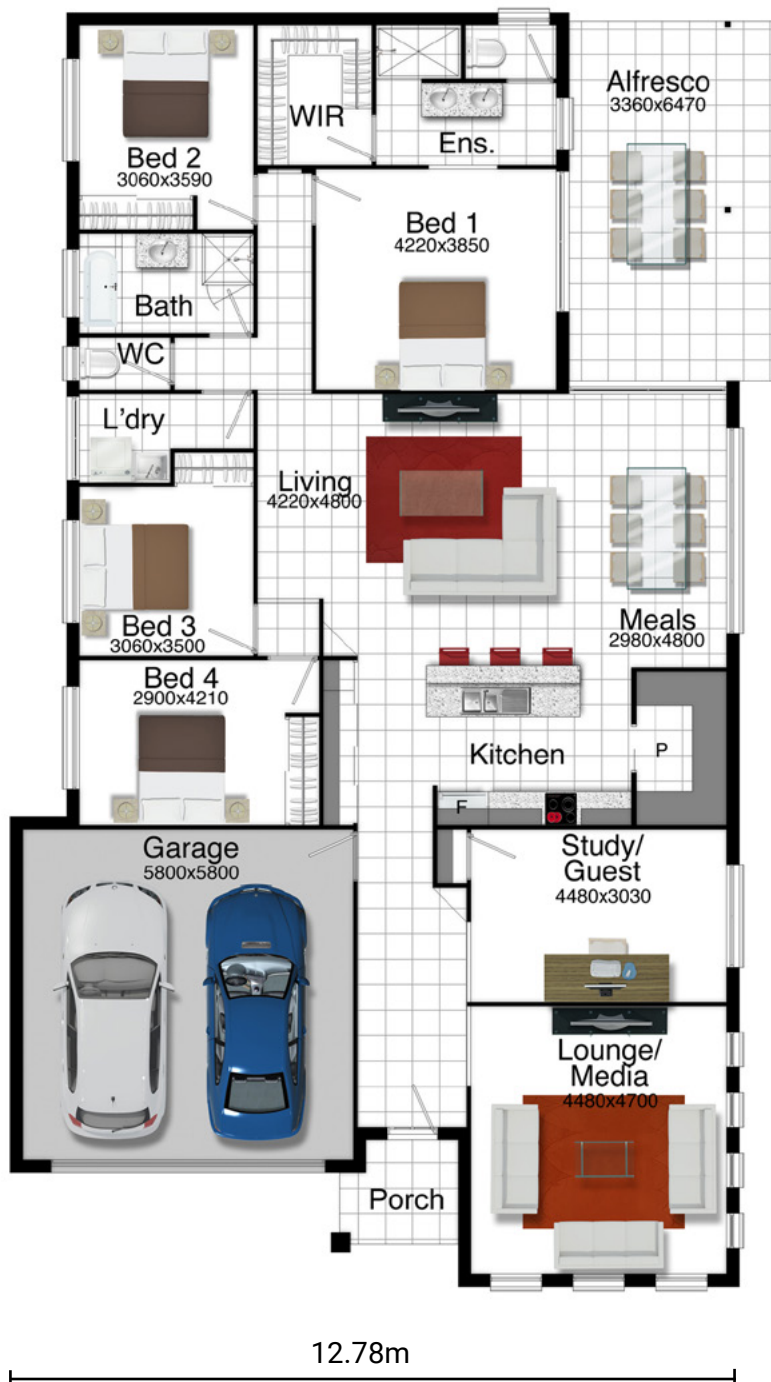 Alfresco
3360x6470
WIR
Ens.
Bed 2
3060x3590
Bed 1
4220x3850
Bath
WC
L'dry
Living
4220x4800
Meals
2980x4800
Bed 3
3060x3500
Bed 4
2900x4210
Kitchen
P
F
Garage
5800x5800
Study/
Guest
4480x3030
Lounge/
Media
4480x4700
Porch
12.78m